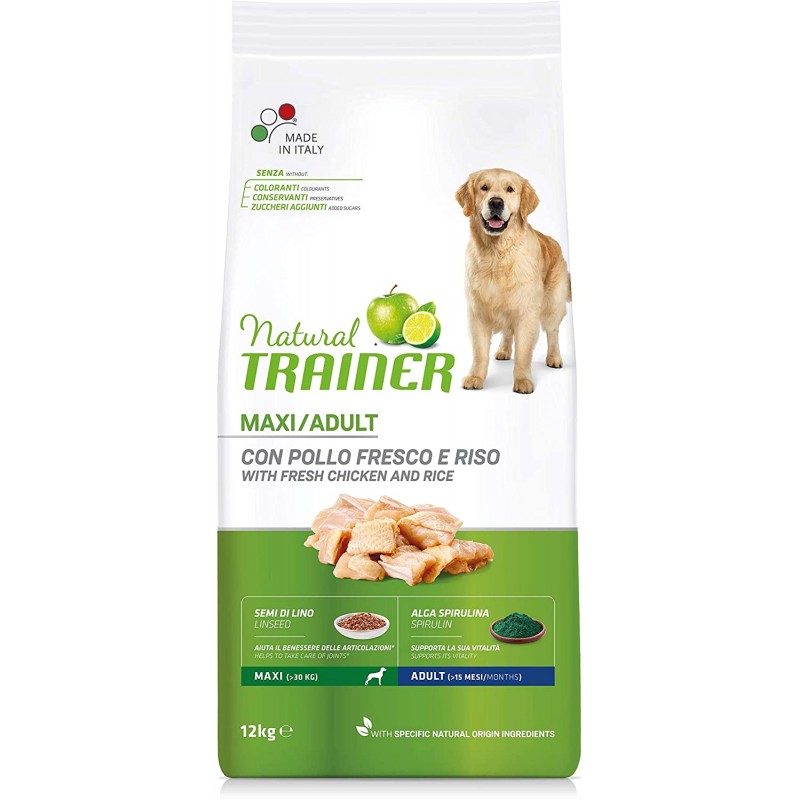 MADE
IN ITALY
SENZA WITHOUT:
COLORANTI COLOURANTS
CONSERVANTI PRESERVATIVES
ZUCCHERI AGGIUNTI ADDED SUGARS
Natural
TRAINER
MAXI/ADULT
CON POLLO FRESCO E RISO
WITH FRESH CHICKEN AND RICE
SEMI DI LINO
LINSEED
AIUTA IL BENESSERE DELLE ARTICOLAZIONI*
HELPS TO TAKE CARE OF JOINTS*
MAXI (>30 KG)
ALGA SPIRULINA
SPIRULIN
SUPPORTA LA SUA VITALITÀ
SUPPORTS ITS VITALITY
ADULT (>15 MESI/MONTHS)
12kg e
WITH SPECIFIC NATURAL ORIGIN INGREDIENTS